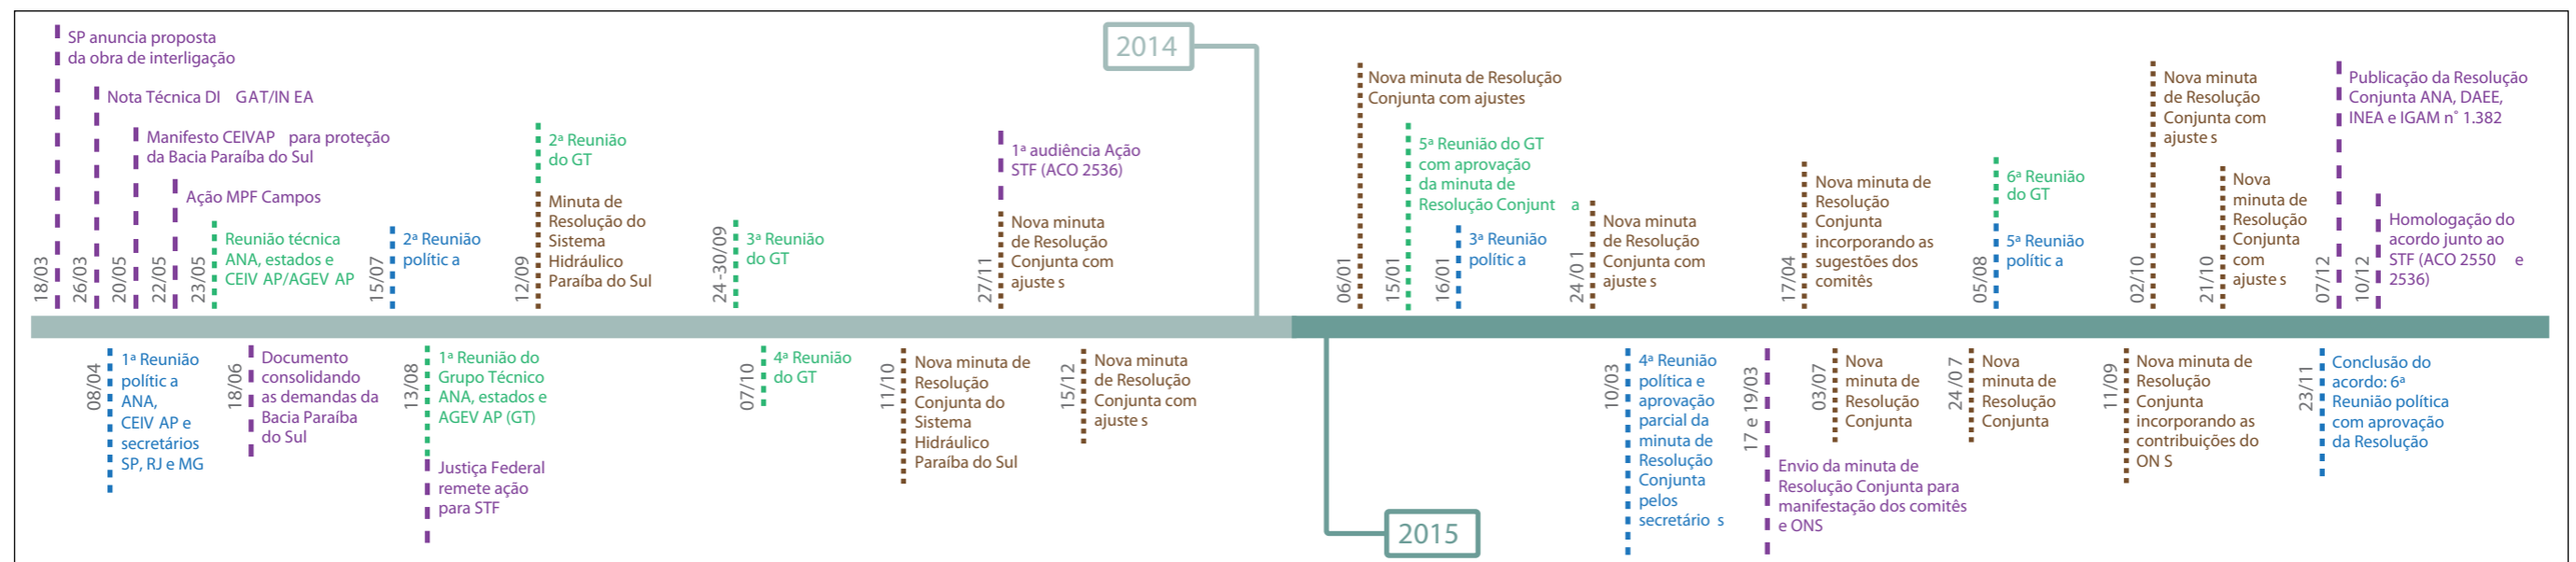 2014
18/03
SP anuncia proposta
da obra de interligação
26/03
Nota Técnica DI GAT/IN EA
20/05
Manifesto CEIVAP para proteção
da Bacia Paraíba do Sul
22/05
Ação MPF Campos
23/05
Reunião técnica
ANA, estados e
CEIV AP/AGEV AP
15/07
2ª Reunião
polític a
12/09
2ª Reunião
do GT
Minuta de
Resolução do
Sistema
Hidráulico
Paraíba do Sul
24 -30/09
3ª Reunião
do GT
27/11
1ª audiência Ação
STF (ACO 2536)
Nova minuta
de Resolução
Conjunta com
ajuste s
06/01
Nova minuta de Resolução
Conjunta com ajustes
15/01
5ª Reunião do GT
com aprovação
da minuta de
Resolução Conjunt a
16/01
3ª Reunião
polític a
24/0 1
Nova minuta
de Resolução
Conjunta com
ajuste s
17/04
Nova minuta de
Resolução
Conjunta
incorporando as
sugestões dos
comitês
05/08
6ª Reunião
do GT
5ª Reunião
polític a
02/10
Nova minuta
de Resolução
Conjunta com
ajuste s
21/10
Nova
minuta de
Resolução
Conjunta
com
ajuste s
07/12
Publicação da Resolução
Conjunta ANA, DAEE,
INEA e IGAM n° 1.382
10/12
Homologação do
acordo junto ao
STF (ACO 2550 e
2536)
08/04
1ª Reunião
polític a
ANA,
CEIV AP e
secretários
SP, RJ e MG
18/06
Documento
consolidando
as demandas da
Bacia Paraíba
do Sul
13/08
1ª Reunião do
Grupo Técnico
ANA, estados e
AGEV AP (GT)
Justiça Federal
remete ação
para STF
07/10
4ª Reunião
do GT
11/10
Nova minuta de
Resolução
Conjunta do
Sistema
Hidráulico
Paraíba do Sul
15/12
Nova minuta
de Resolução
Conjunta com
ajuste s
10/03
4ª Reunião
política e
aprovação
parcial da
minuta de
Resolução
Conjunta
pelos
secretário s
17 e 19/03
Envio da minuta de
Resolução Conjunta para
manifestação dos comitês
e ONS
03/07
Nova
minuta de
Resolução
Conjunta
24 /0 7
Nova
minuta de
Resolução
Conjunta
11/09
Nova minuta de
Resolução
Conjunta
incorporando as
contribuições do
ON S
23/11
Conclusão do
acordo: 6ª
Reunião política
com aprovação
da Resolução
2015